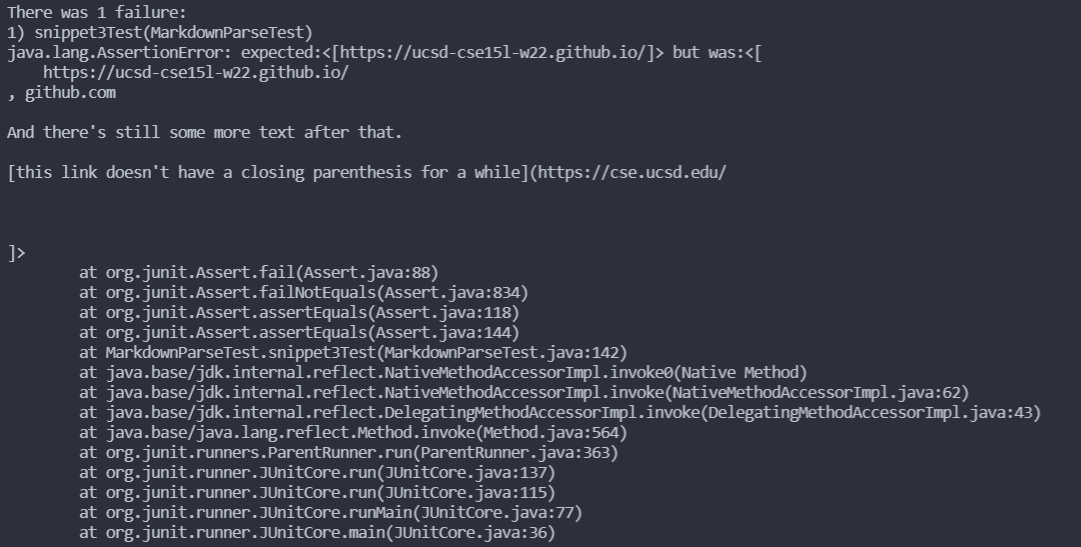 There was 1 failure:
1) snippet3Test(MarkdownParseTest)
java.lang.AssertionError: expected:<[https://ucsd-cse15l-w22.github.io/]> but was:<[
    https://ucsd-cse15l-w22.github.io/
, github.com

And there's still some more text after that.

[this link doesn't have a closing parenthesis for a while](https://cse.ucsd.edu/



]>
        at org.junit.Assert.fail(Assert.java:88)
        at org.junit.Assert.failNotEquals(Assert.java:834)
        at org.junit.Assert.assertEquals(Assert.java:118)
        at org.junit.Assert.assertEquals(Assert.java:144)
        at MarkdownParseTest.snippet3Test(MarkdownParseTest.java:142)
        at java.base/jdk.internal.reflect.NativeMethodAccessorImpl.invoke0(Native Method)
        at java.base/jdk.internal.reflect.NativeMethodAccessorImpl.invoke(NativeMethodAccessorImpl.java:62)
        at java.base/jdk.internal.reflect.DelegatingMethodAccessorImpl.invoke(DelegatingMethodAccessorImpl.java:43)
        at java.base/java.lang.reflect.Method.invoke(Method.java:564)
        at org.junit.runners.ParentRunner.run(ParentRunner.java:363)
        at org.junit.runner.JUnitCore.run(JUnitCore.java:137)
        at org.junit.runner.JUnitCore.run(JUnitCore.java:115)
        at org.junit.runner.JUnitCore.runMain(JUnitCore.java:77)
        at org.junit.runner.JUnitCore.main(JUnitCore.java:36)